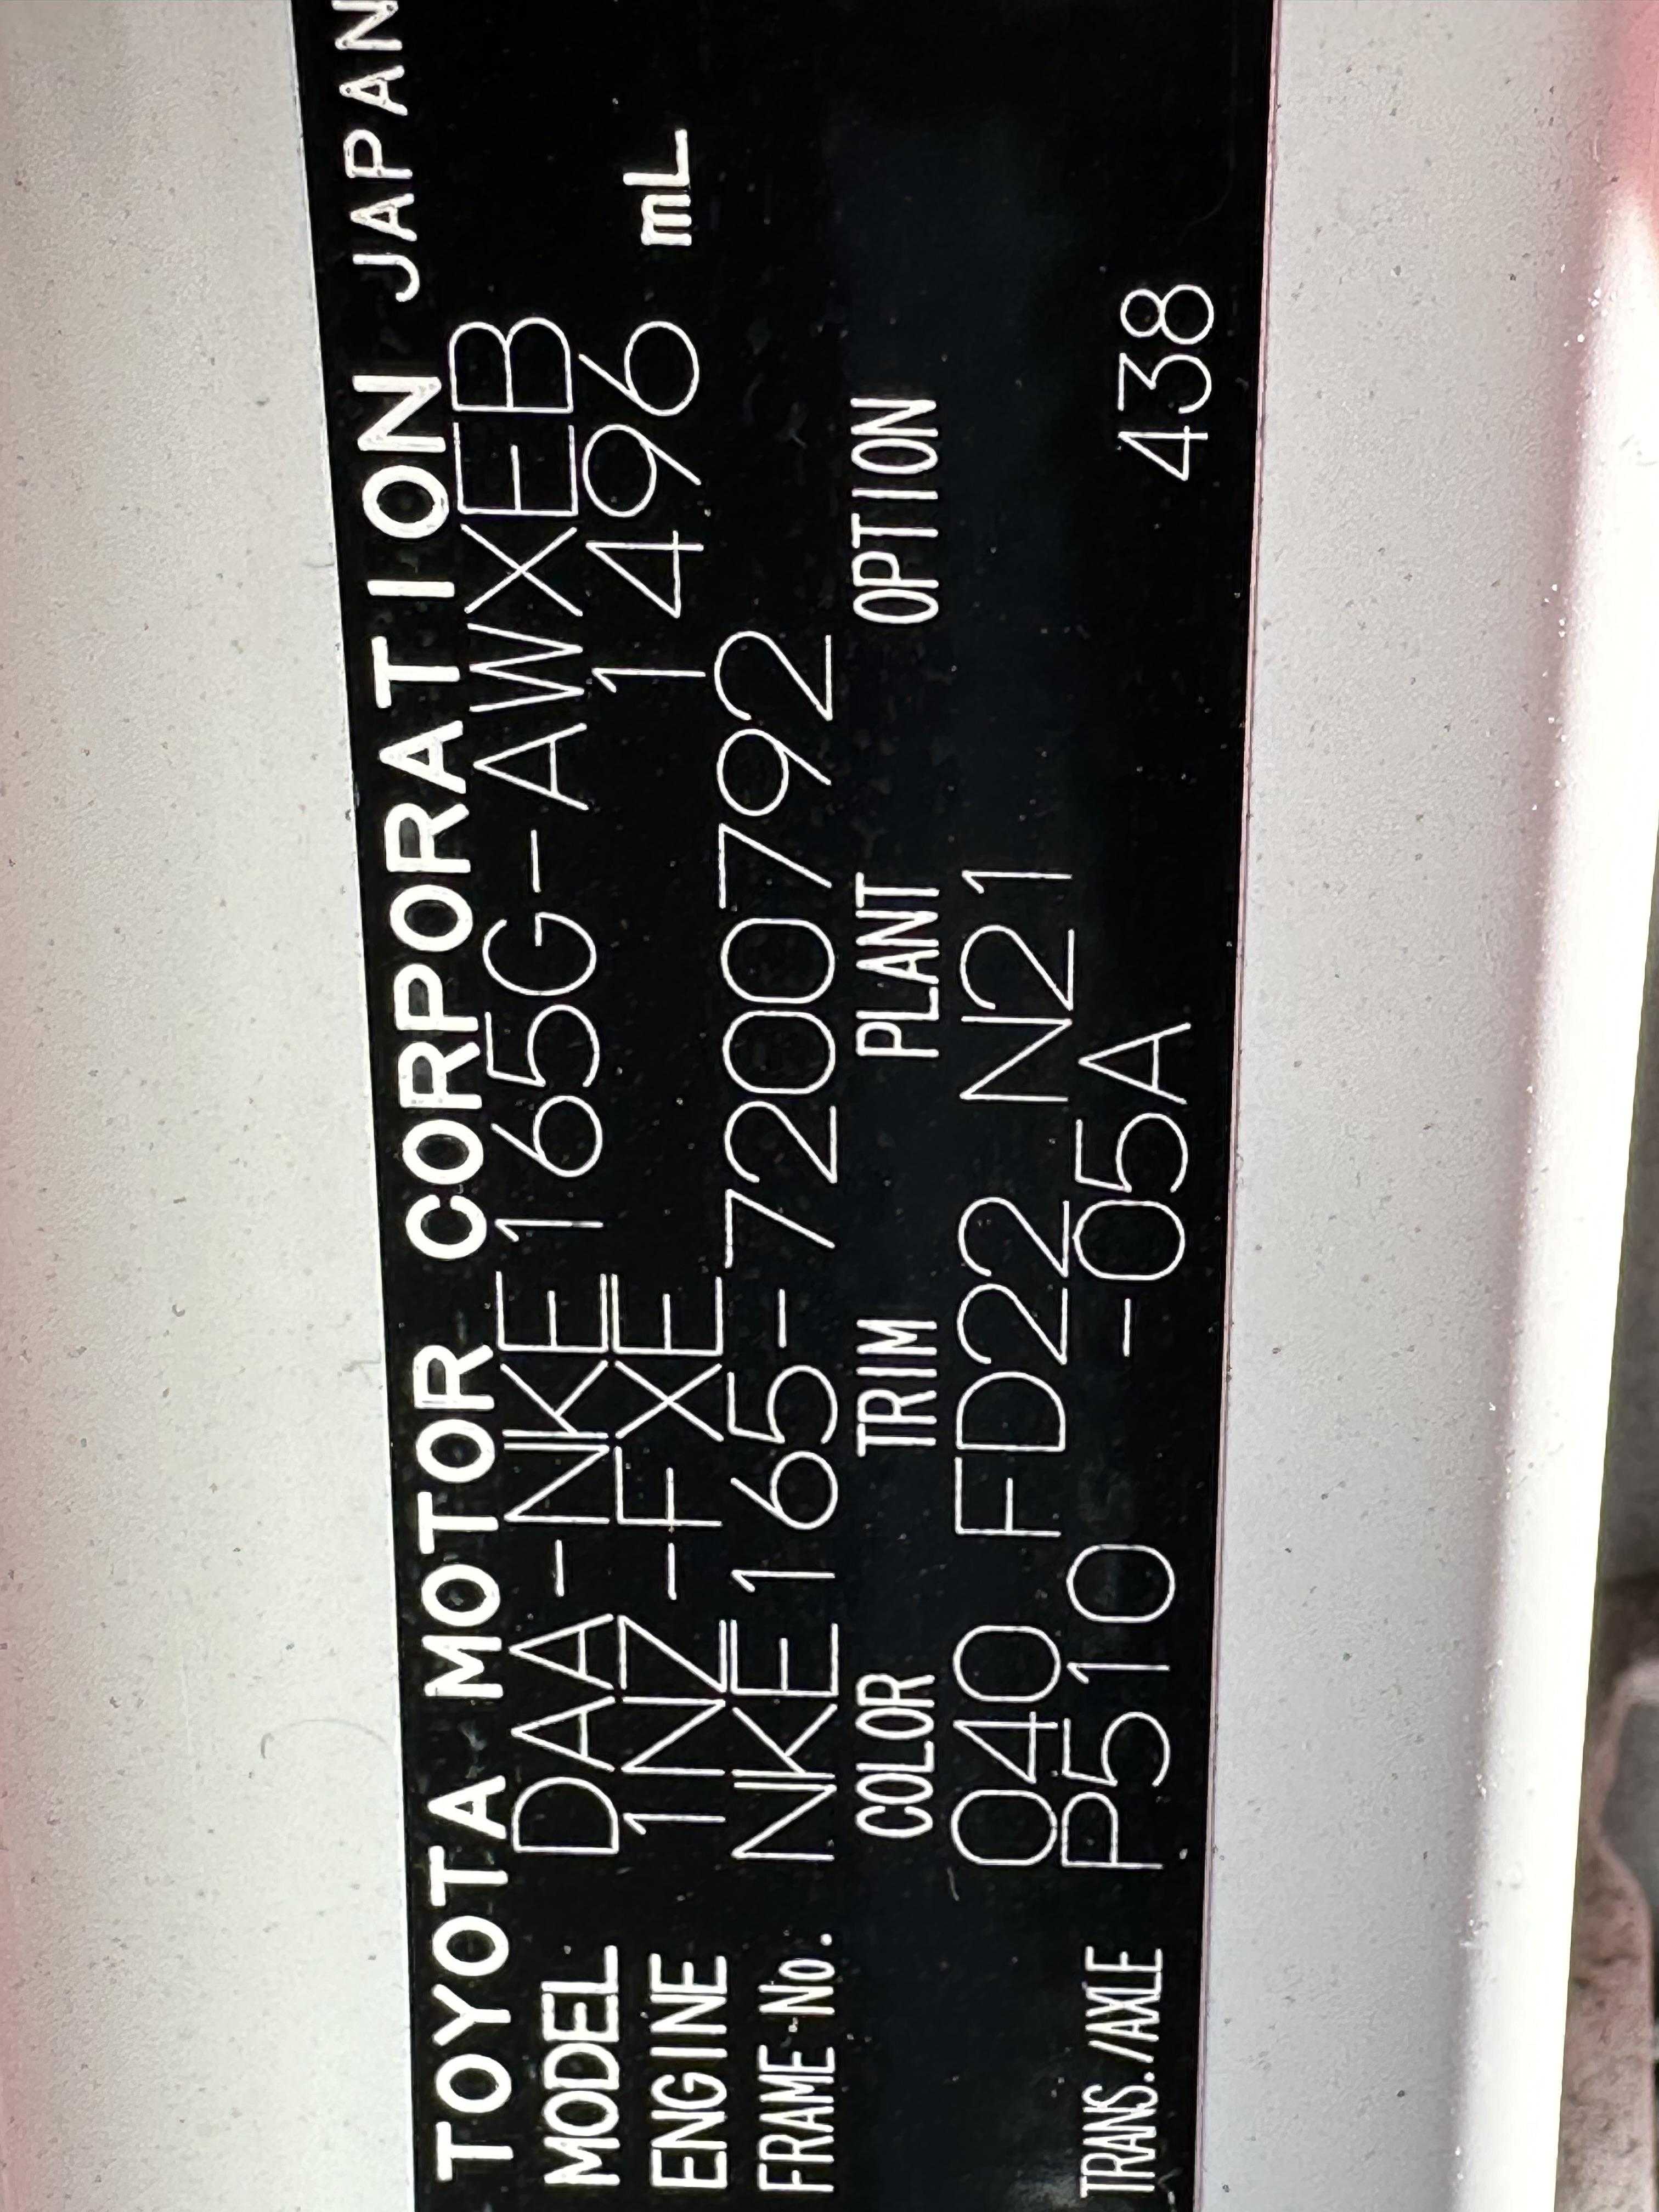 TOYOTA MOTOR CORPORATION JAPAN
MODEL DAA-NKE165G-AWXEB
ENGINE 1NZ-FXE 1496 mL
FRAME No. NKE165-7200792
COLOR TRIM PLANT OPTION
040 FD22 N21
TRANS./AXLE P510 -05A 438